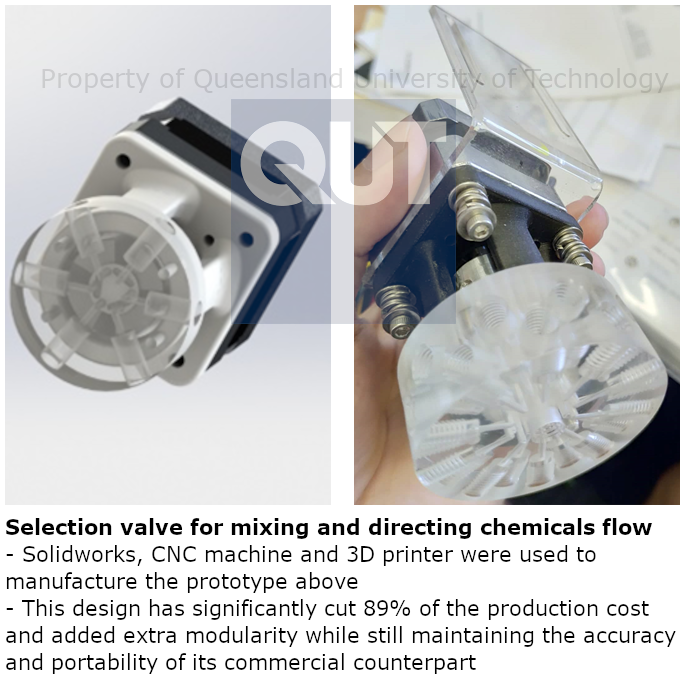 Property of Queensland University of Technology
QUT
Selection valve for mixing and directing chemicals flow
- Solidworks, CNC machine and 3D printer were used to
manufacture the prototype above
- This design has significantly cut 89% of the production cost
and added extra modularity while still maintaining the accuracy
and portability of its commercial counterpart